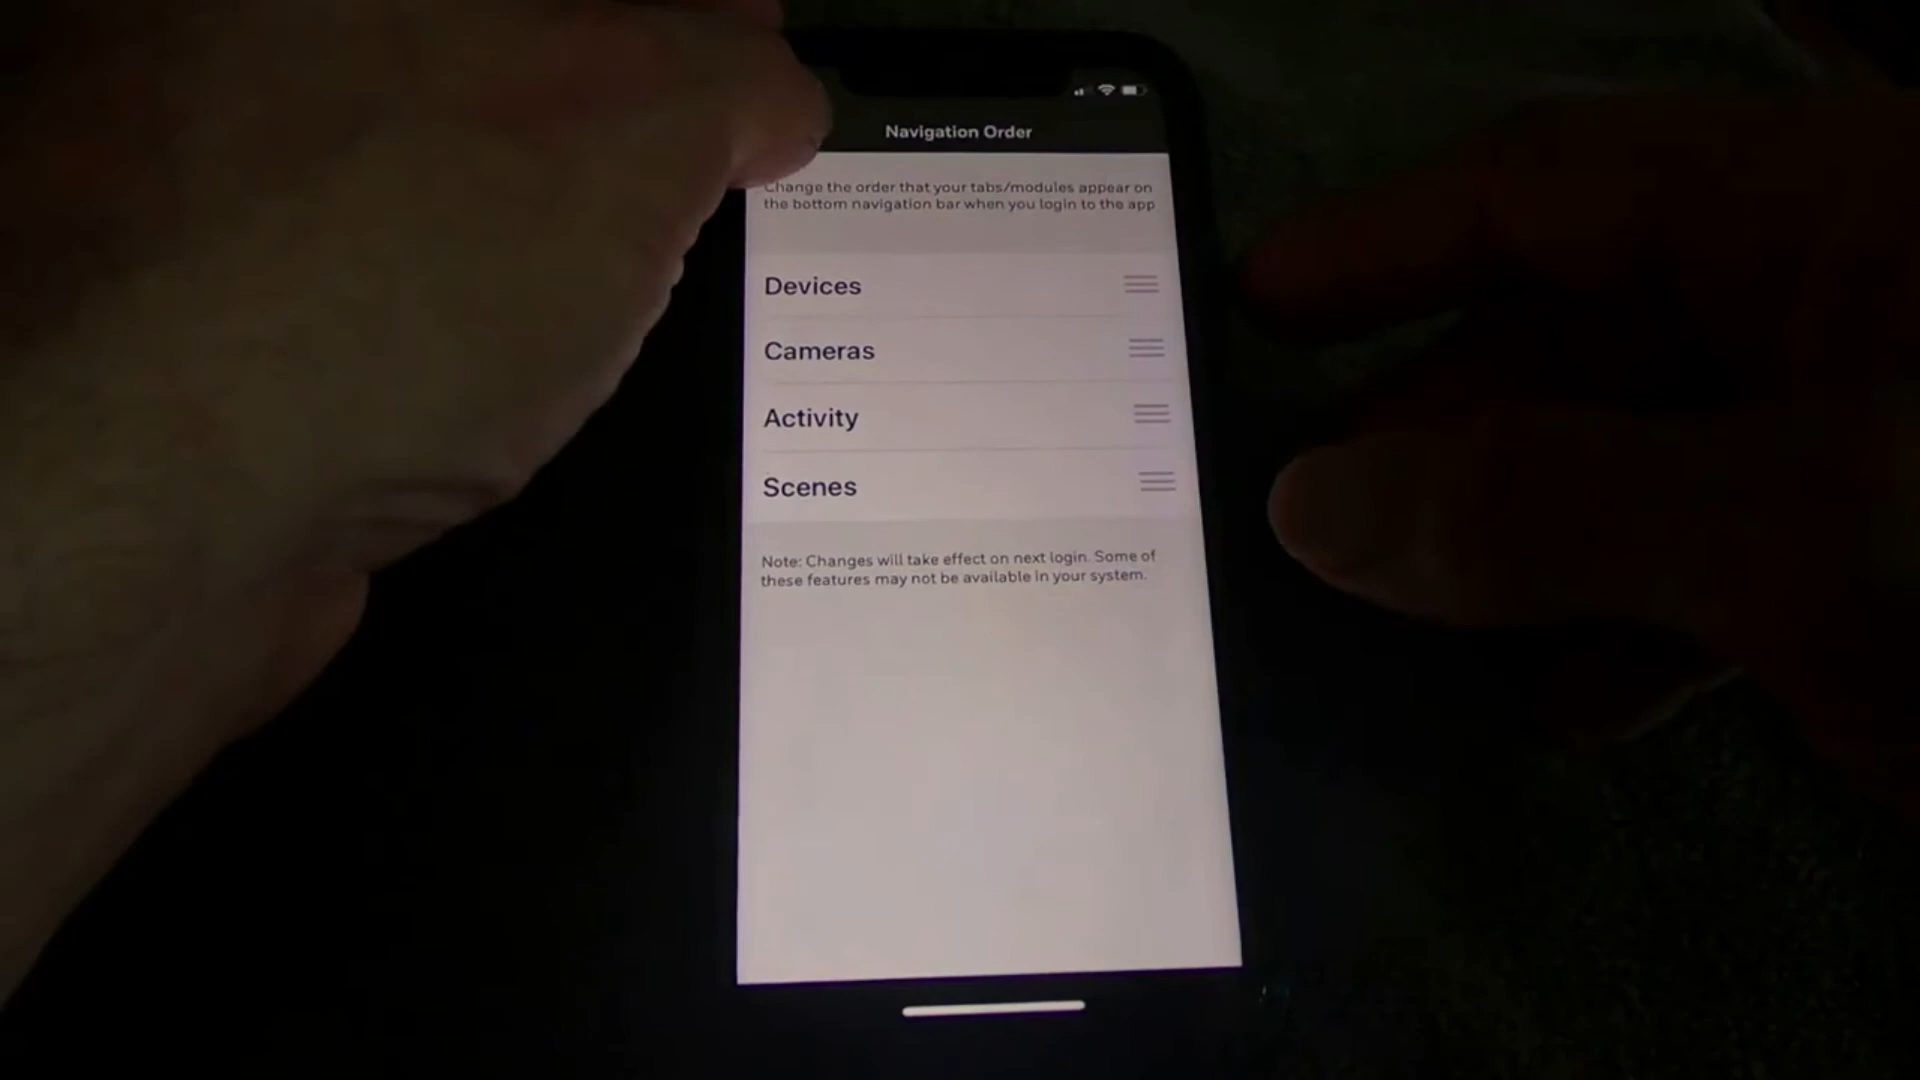 Navigation Order
Change the order that your tabs/modules appear on
the bottom navigation bar when you login to the app
Devices
Cameras
Activity
Scenes
Note: Changes will take effect on next login. Some of
these features may not be available in your system.